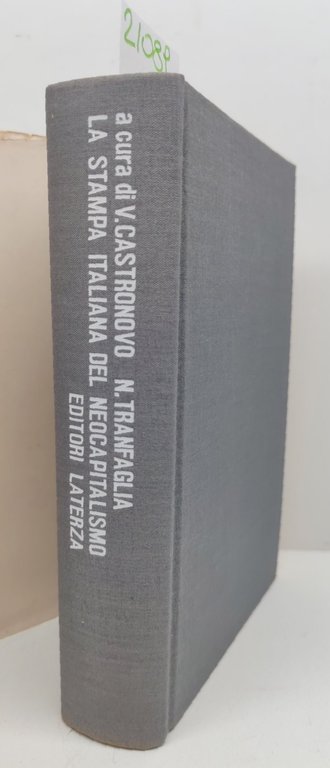 21089
a cura di V. CASTRONOVO N. TRANFAGLIA
LA STAMPA ITALIANA DEL NEOCAPITALISMO
EDITORI LATERZA